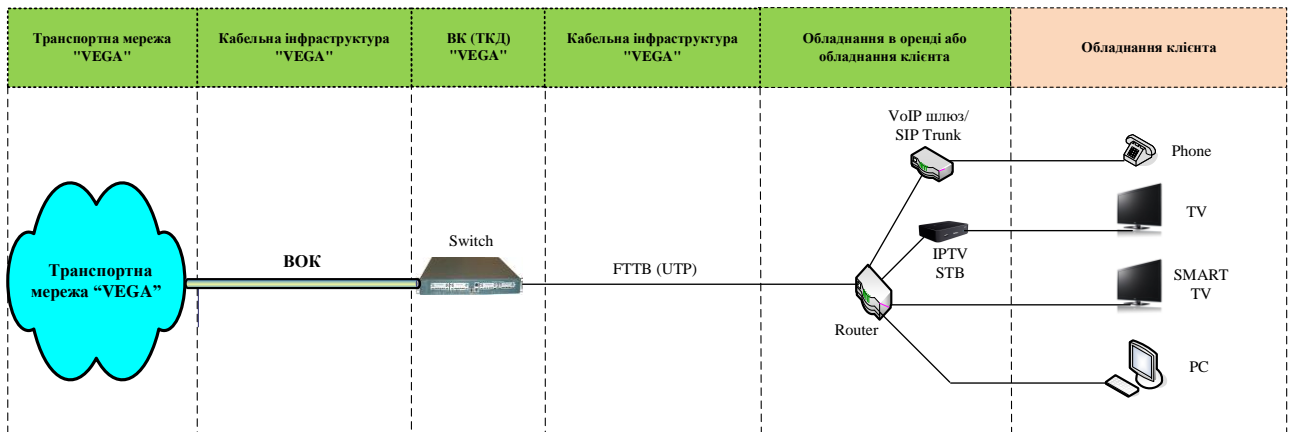 Транспортна мережа
"VEGA"
Кабельна інфраструктура
"VEGA"
ВК (ТКД)
"VEGA"
Кабельна інфраструктура
"VEGA"
Обладнання в оренді або
обладнання клієнта
Обладнання клієнта
Транспортна
мережа “VEGA”
ВОК
Switch
FTTB (UTP)
VoIP шлюз/
SIP Trunk
IPTV
STB
Router
Phone
TV
SMART
TV
PC